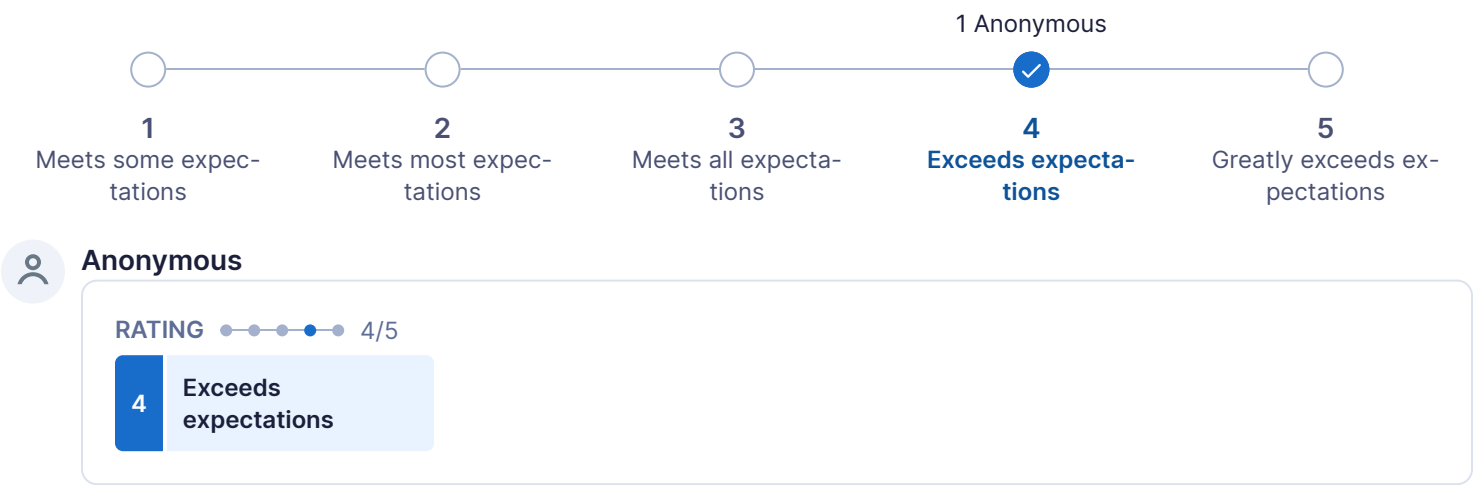 1 Anonymous
1 2 3 4 5
Meets some expec- Meets most expec- Meets all expecta- Exceeds expecta- Greatly exceeds ex-
tations tations tions tions pectations
Anonymous
RATING 4/5
4 Exceeds
expectations